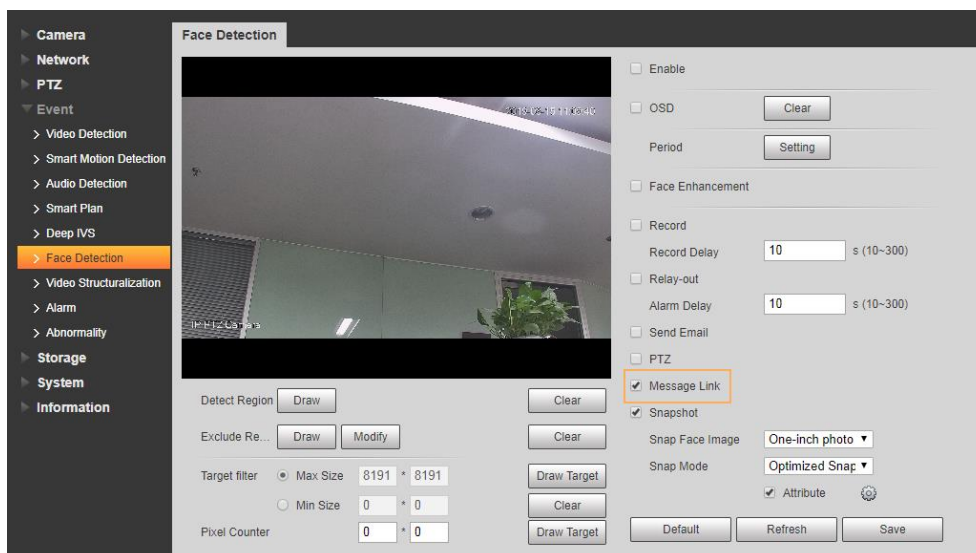 Camera
Network
PTZ
Event
> Video Detection
> Smart Motion Detection
> Audio Detection
> Smart Plan
> Deep IVS
> Face Detection
> Video Structuralization
> Alarm
> Abnormality
Storage
System
Information
Face Detection
IP PTZ Camera
Detect Region Draw Clear
Exclude Re... Draw Modify Clear
Target filter Max Size 8191 * 8191 Draw Target
Min Size 0 * 0 Clear
Pixel Counter 0 * 0 Draw Target
Enable
OSD Clear
Period Setting
Face Enhancement
Record
Record Delay 10 s (10~300)
Relay-out
Alarm Delay 10 s (10~300)
Send Email
PTZ
Message Link
Snapshot
Snap Face Image One-inch photo
Snap Mode Optimized Snap
Attribute
Default Refresh Save